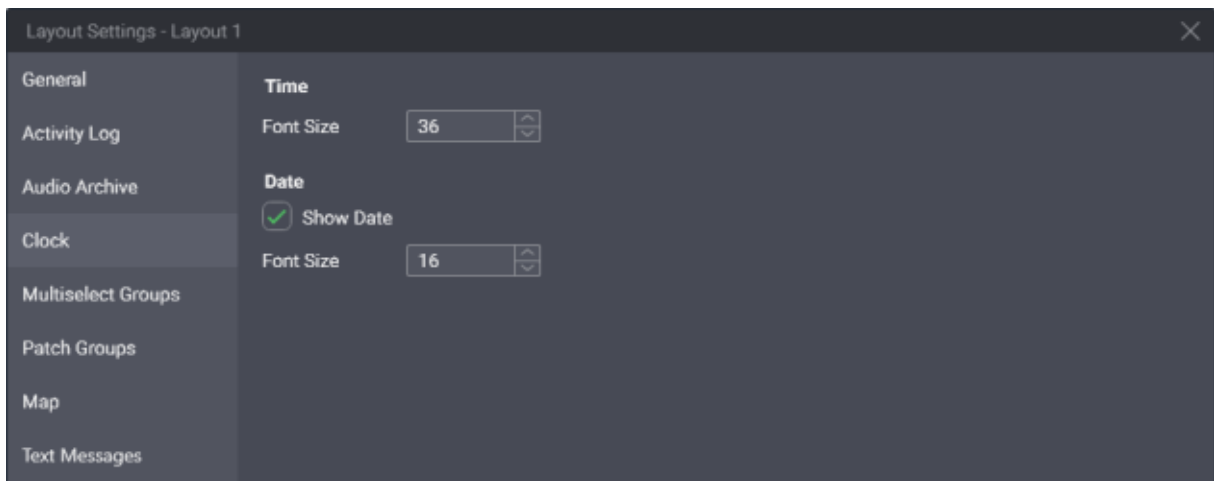 Layout Settings - Layout 1
General
Activity Log
Audio Archive
Clock
Multiselect Groups
Patch Groups
Map
Text Messages
Time
Font Size 36
Date
Show Date
Font Size 16